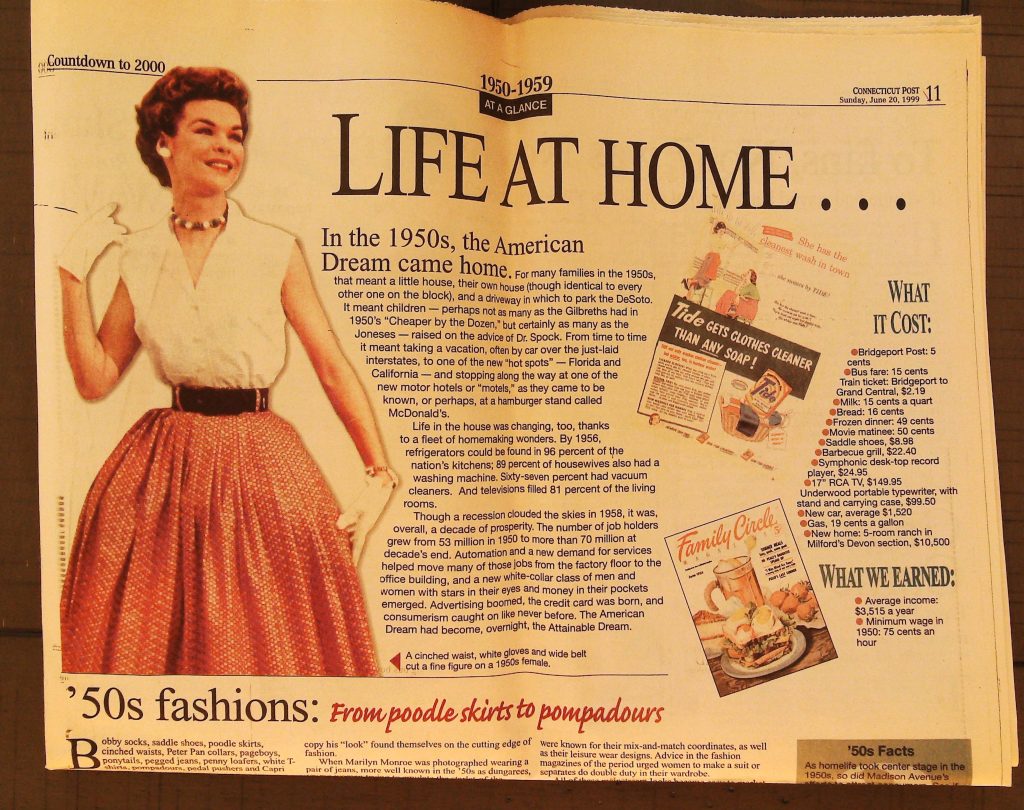 Countdown to 2000
1950-1959
AT A GLANCE
CONNECTICUT POST 11
Sunday, June 20, 1999
LIFE AT HOME . . .
In the 1950s, the American
Dream came home. For many families in the 1950s,
that meant a little house, their own house (though identical to every
other one on the block), and a driveway in which to park the DeSoto.
It meant children — perhaps not as many as the Gilbreths had in
1950's "Cheaper by the Dozen," but certainly as many as the
Joneses — raised on the advice of Dr. Spock. From time to time
it meant taking a vacation, often by car over the just-laid
interstates, to one of the new "hot spots" — Florida and
California — and stopping along the way at one of the
new motor hotels or "motels," as they came to be
known, or perhaps, at a hamburger stand called
McDonald's.
Life in the house was changing, too, thanks
to a fleet of homemaking wonders. By 1956,
refrigerators could be found in 96 percent of the
nation's kitchens; 89 percent of housewives also had a
washing machine. Sixty-seven percent had vacuum
cleaners. And televisions filled 81 percent of the living
rooms.
Though a recession clouded the skies in 1958, it was,
overall, a decade of prosperity. The number of job holders
grew from 53 million in 1950 to more than 70 million at
decade's end. Automation and a new demand for services
helped move many of those jobs from the factory floor to the
office building, and a new white-collar class of men and
women with stars in their eyes and money in their pockets
emerged. Advertising boomed, the credit card was born, and
consumerism caught on like never before. The American
Dream had become, overnight, the Attainable Dream.
A cinched waist, white gloves and wide belt
cut a fine figure on a 1950s female.
She has the
cleanest wash in town
Tide GETS CLOTHES CLEANER
THAN ANY SOAP!
Tide
Family Circle
WHAT
IT COST:
Bridgeport Post: 5
cents
Bus fare: 15 cents
Train ticket: Bridgeport to
Grand Central, $2.19
Milk: 15 cents a quart
Bread: 16 cents
Frozen dinner: 49 cents
Movie matinee: 50 cents
Saddle shoes, $8.98
Barbecue grill, $22.40
Symphonic desk-top record
player, $24.95
17" RCA TV, $149.95
Underwood portable typewriter, with
stand and carrying case, $99.50
New car, average $1,520
Gas, 19 cents a gallon
New home: 5-room ranch in
Milford's Devon section, $10,500
WHAT WE EARNED:
Average income:
$3,515 a year
Minimum wage in
1950: 75 cents an
hour
'50s fashions: From poodle skirts to pompadours
Bobby socks, saddle shoes, poodle skirts,
cinched waists, Peter Pan collars, pageboys,
ponytails, pegged jeans, penny loafers, white T-
shirts, pompadours, pedal pushers and Capri
copy his "look" found themselves on the cutting edge of
fashion.
When Marilyn Monroe was photographed wearing a
pair of jeans, more well known in the '50s as dungarees,
were known for their mix-and-match coordinates, as well
as their leisure wear designs. Advice in the fashion
magazines of the period urged women to make a suit or
separates do double duty in their wardrobe.
'50s Facts
As homelife took center stage in the
1950s, so did Madison Avenue's